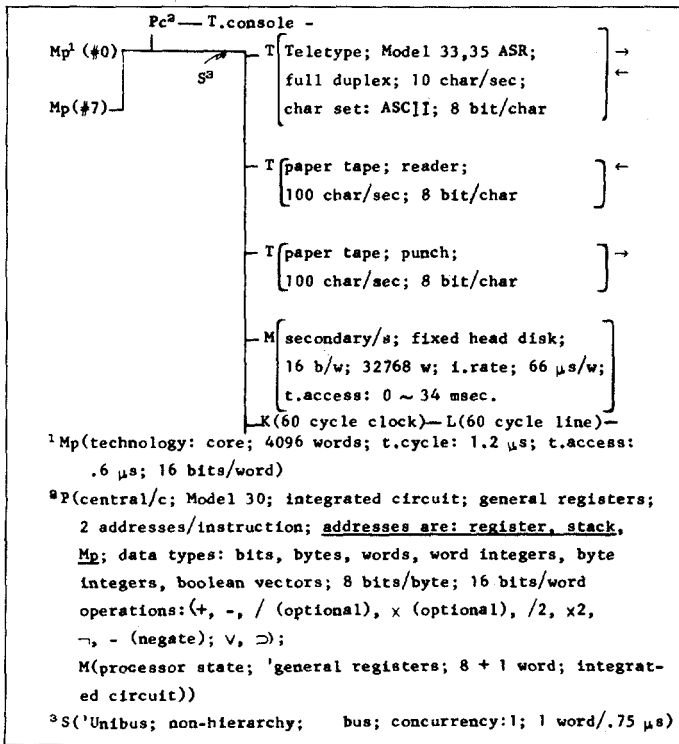 Pc² — T.console -
Mp¹ (#0)
S³
T[Teletype; Model 33,35 ASR; →
full duplex; 10 char/sec; ←
char set: ASC]I; 8 bit/char]
Mp(#7)
T[paper tape; reader; ] ←
100 char/sec; 8 bit/char
T[paper tape; punch; ] →
100 char/sec; 8 bit/char
M[secondary/s; fixed head disk;
16 b/w; 32768 w; i.rate; 66 μs/w;
t.access: 0 ~ 34 msec. ]
K(60 cycle clock)—L(60 cycle line)—
¹Mp(technology: core; 4096 words; t.cycle: 1.2 μs; t.access:
.6 μs; 16 bits/word)
²P(central/c; Model 30; integrated circuit; general registers;
2 addresses/instruction; addresses are: register, stack,
Mp; data types: bits, bytes, words, word integers, byte
integers, boolean vectors; 8 bits/byte; 16 bits/word
operations:(+, -, / (optional), × (optional), /2, ×2,
¬, - (negate); ∨, ⊃);
M(processor state; 'general registers; 8 + 1 word; integrat-
ed circuit))
³S('Unibus; non-hierarchy; bus; concurrency:1; 1 word/.75 μs)